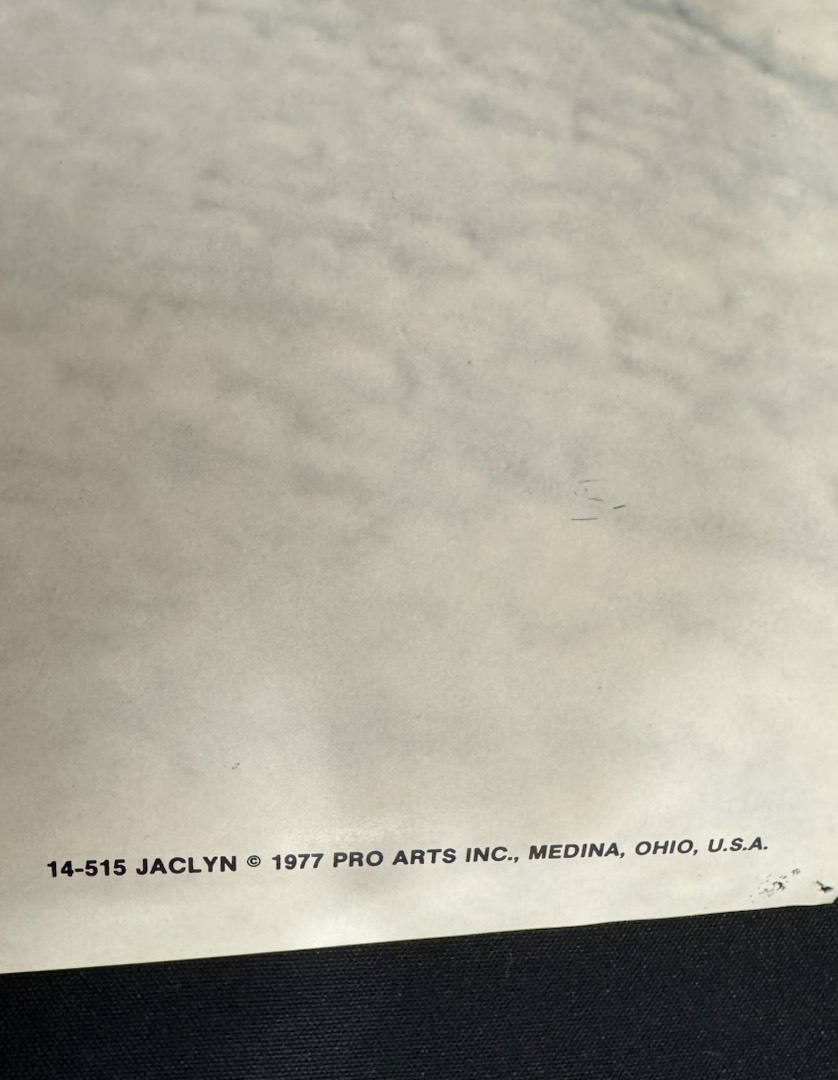 14-515 JACLYN © 1977 PRO ARTS INC., MEDINA, OHIO, U.S.A.